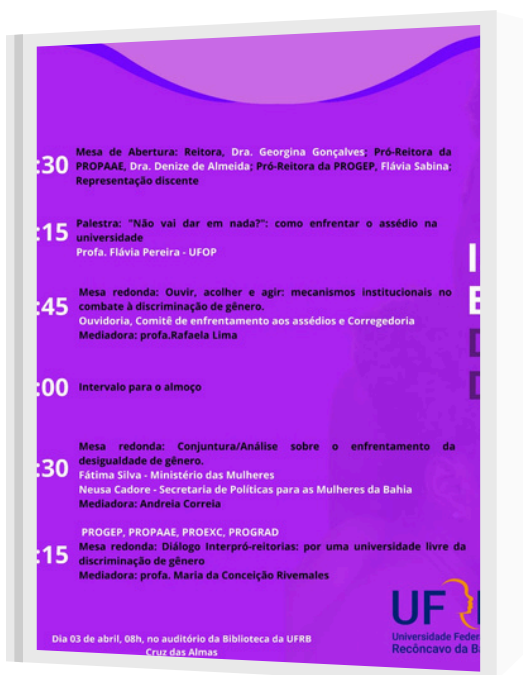 :30
Mesa de Abertura: Reitora, Dra. Georgina Gonçalves; Pró-Reitora da
PROPAAE, Dra. Denize de Almeida; Pró-Reitora da PROGEP, Flávia Sabina;
Representação discente
:15
Palestra: "Não vai dar em nada?": como enfrentar o assédio na
universidade
Profa. Flávia Pereira - UFOP
:45
Mesa redonda: Ouvir, acolher e agir: mecanismos institucionais no
combate à discriminação de gênero.
Ouvidoria, Comitê de enfrentamento aos assédios e Corregedoria
Mediadora: profa.Rafaela Lima
:00
Intervalo para o almoço
:30
Mesa redonda: Conjuntura/Análise sobre o enfrentamento da
desigualdade de gênero.
Fátima Silva - Ministério das Mulheres
Neusa Cadore - Secretaria de Políticas para as Mulheres da Bahia
Mediadora: Andreia Correia
PROGEP, PROPAAE, PROEXC, PROGRAD
:15
Mesa redonda: Diálogo Interpró-reitorias: por uma universidade livre da
discriminação de gênero
Mediadora: profa. Maria da Conceição Rivemales
UF
Universidade Feder
Recôncavo da B
Dia 03 de abril, 08h, no auditório da Biblioteca da UFRB
Cruz das Almas